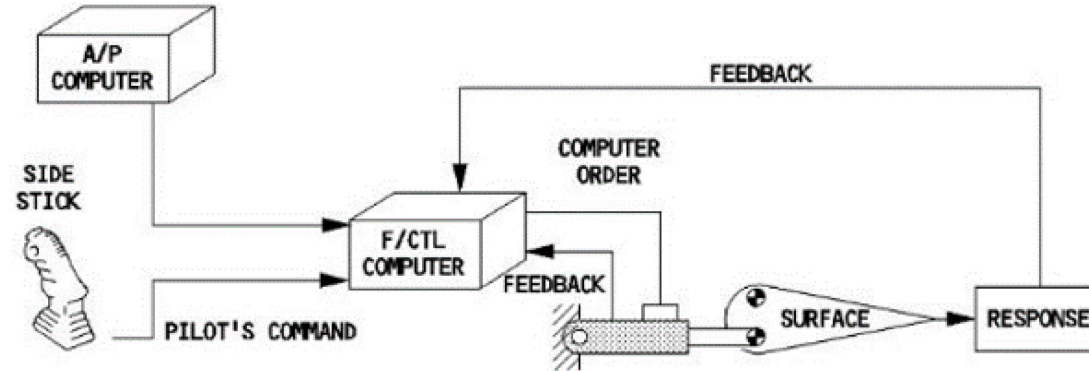 A/P
COMPUTER
FEEDBACK
COMPUTER
ORDER
SIDE
STICK
F/CTL
COMPUTER
FEEDBACK
SURFACE
RESPONSE
PILOT'S COMMAND